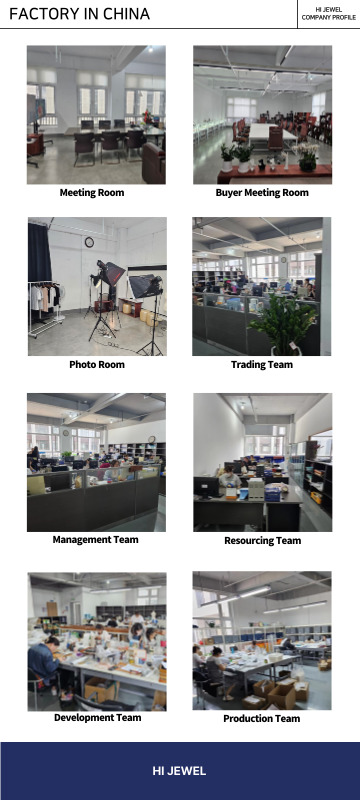 FACTORY IN CHINA
HI JEWEL
COMPANY PROFILE
Meeting Room
Buyer Meeting Room
Photo Room
Trading Team
Management Team
Resourcing Team
Development Team
Production Team
HI JEWEL